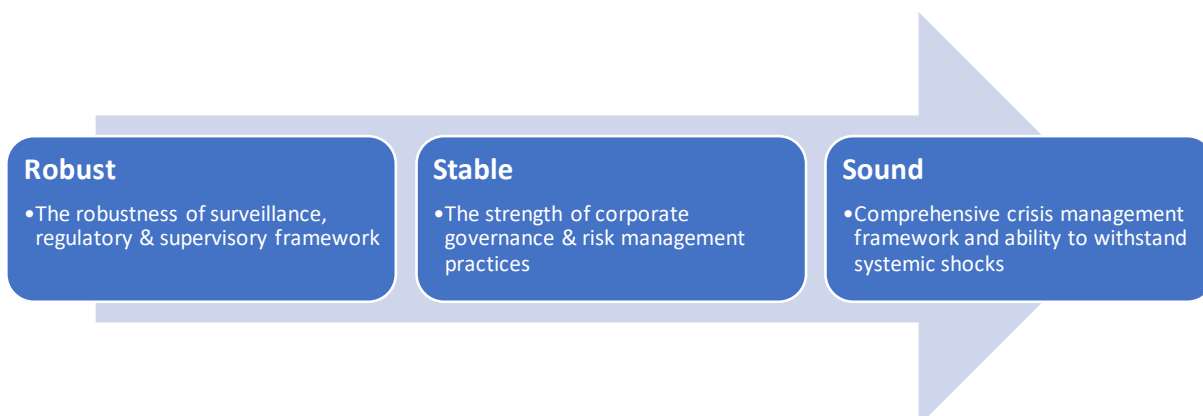 Robust
•The robustness of surveillance,
regulatory & supervisory framework
Stable
•The strength of corporate
governance & risk management
practices
Sound
•Comprehensive crisis management
framework and ability to withstand
systemic shocks